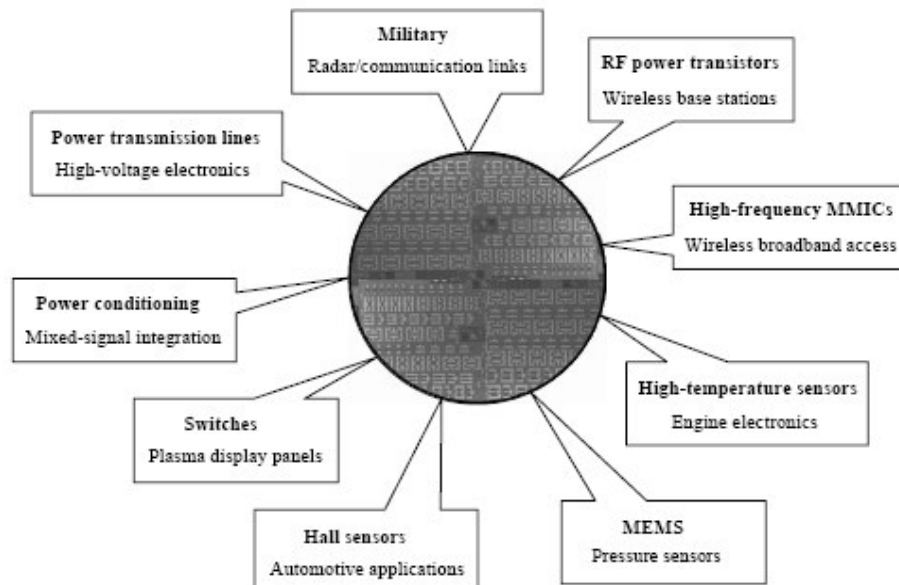 Military
Radar/communication links
RF power transistors
Wireless base stations
Power transmission lines
High-voltage electronics
High-frequency MMICs
Wireless broadband access
Power conditioning
Mixed-signal integration
High-temperature sensors
Engine electronics
Switches
Plasma display panels
Hall sensors
Automotive applications
MEMS
Pressure sensors